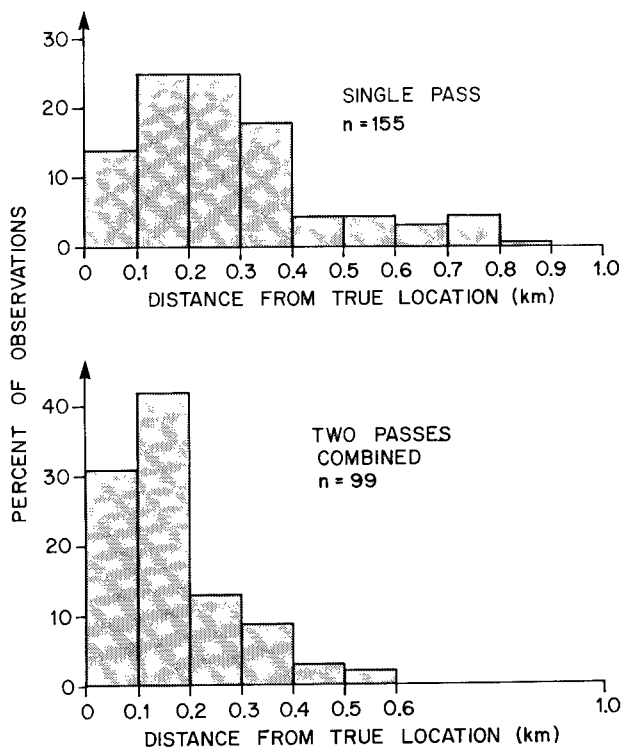 PERCENT OF OBSERVATIONS
30
20
10
0
SINGLE PASS
n = 155
0 0.1 0.2 0.3 0.4 0.5 0.6 0.7 0.8 0.9 1.0
DISTANCE FROM TRUE LOCATION (km)
40
30
20
10
0
TWO PASSES
COMBINED
n = 99
0 0.1 0.2 0.3 0.4 0.5 0.6 1.0
DISTANCE FROM TRUE LOCATION (km)